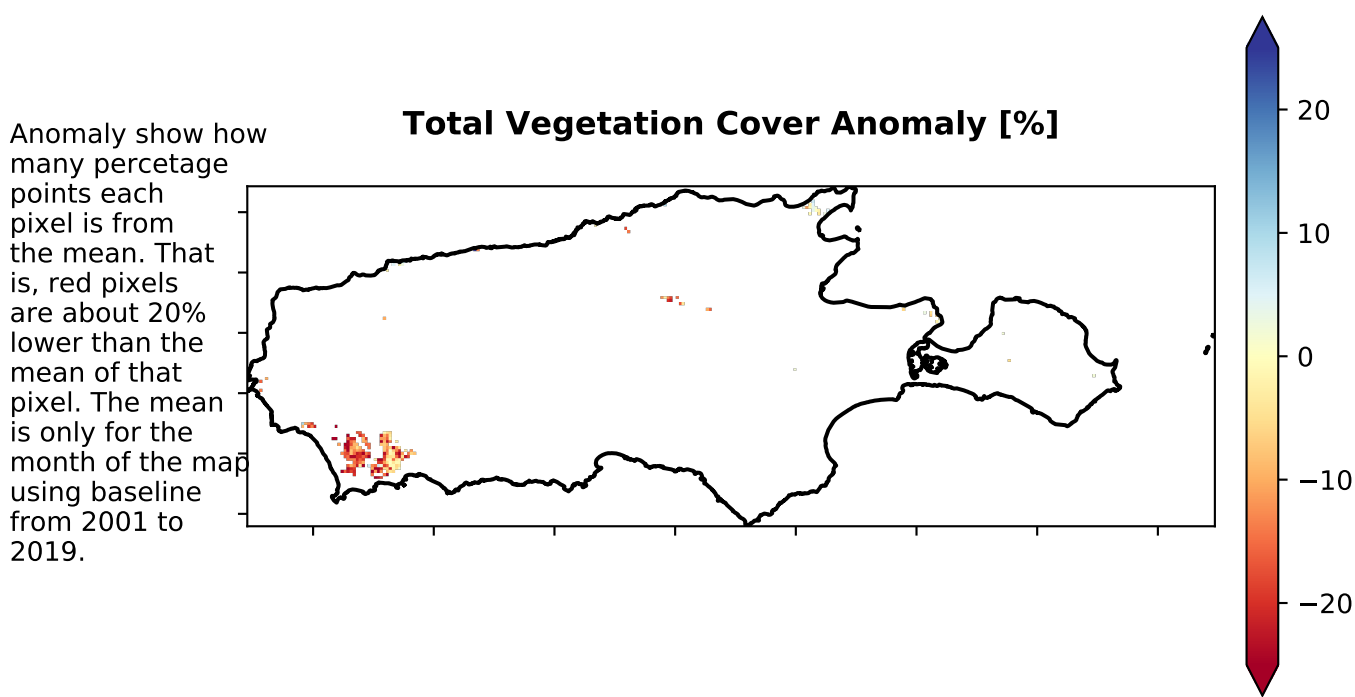 Total Vegetation Cover Anomaly [%]
Anomaly show how
many percetage
points each
pixel is from
the mean. That
is, red pixels
are about 20%
lower than the
mean of that
pixel. The mean
is only for the
month of the map
using baseline
from 2001 to
2019.
20
10
0
−10
−20